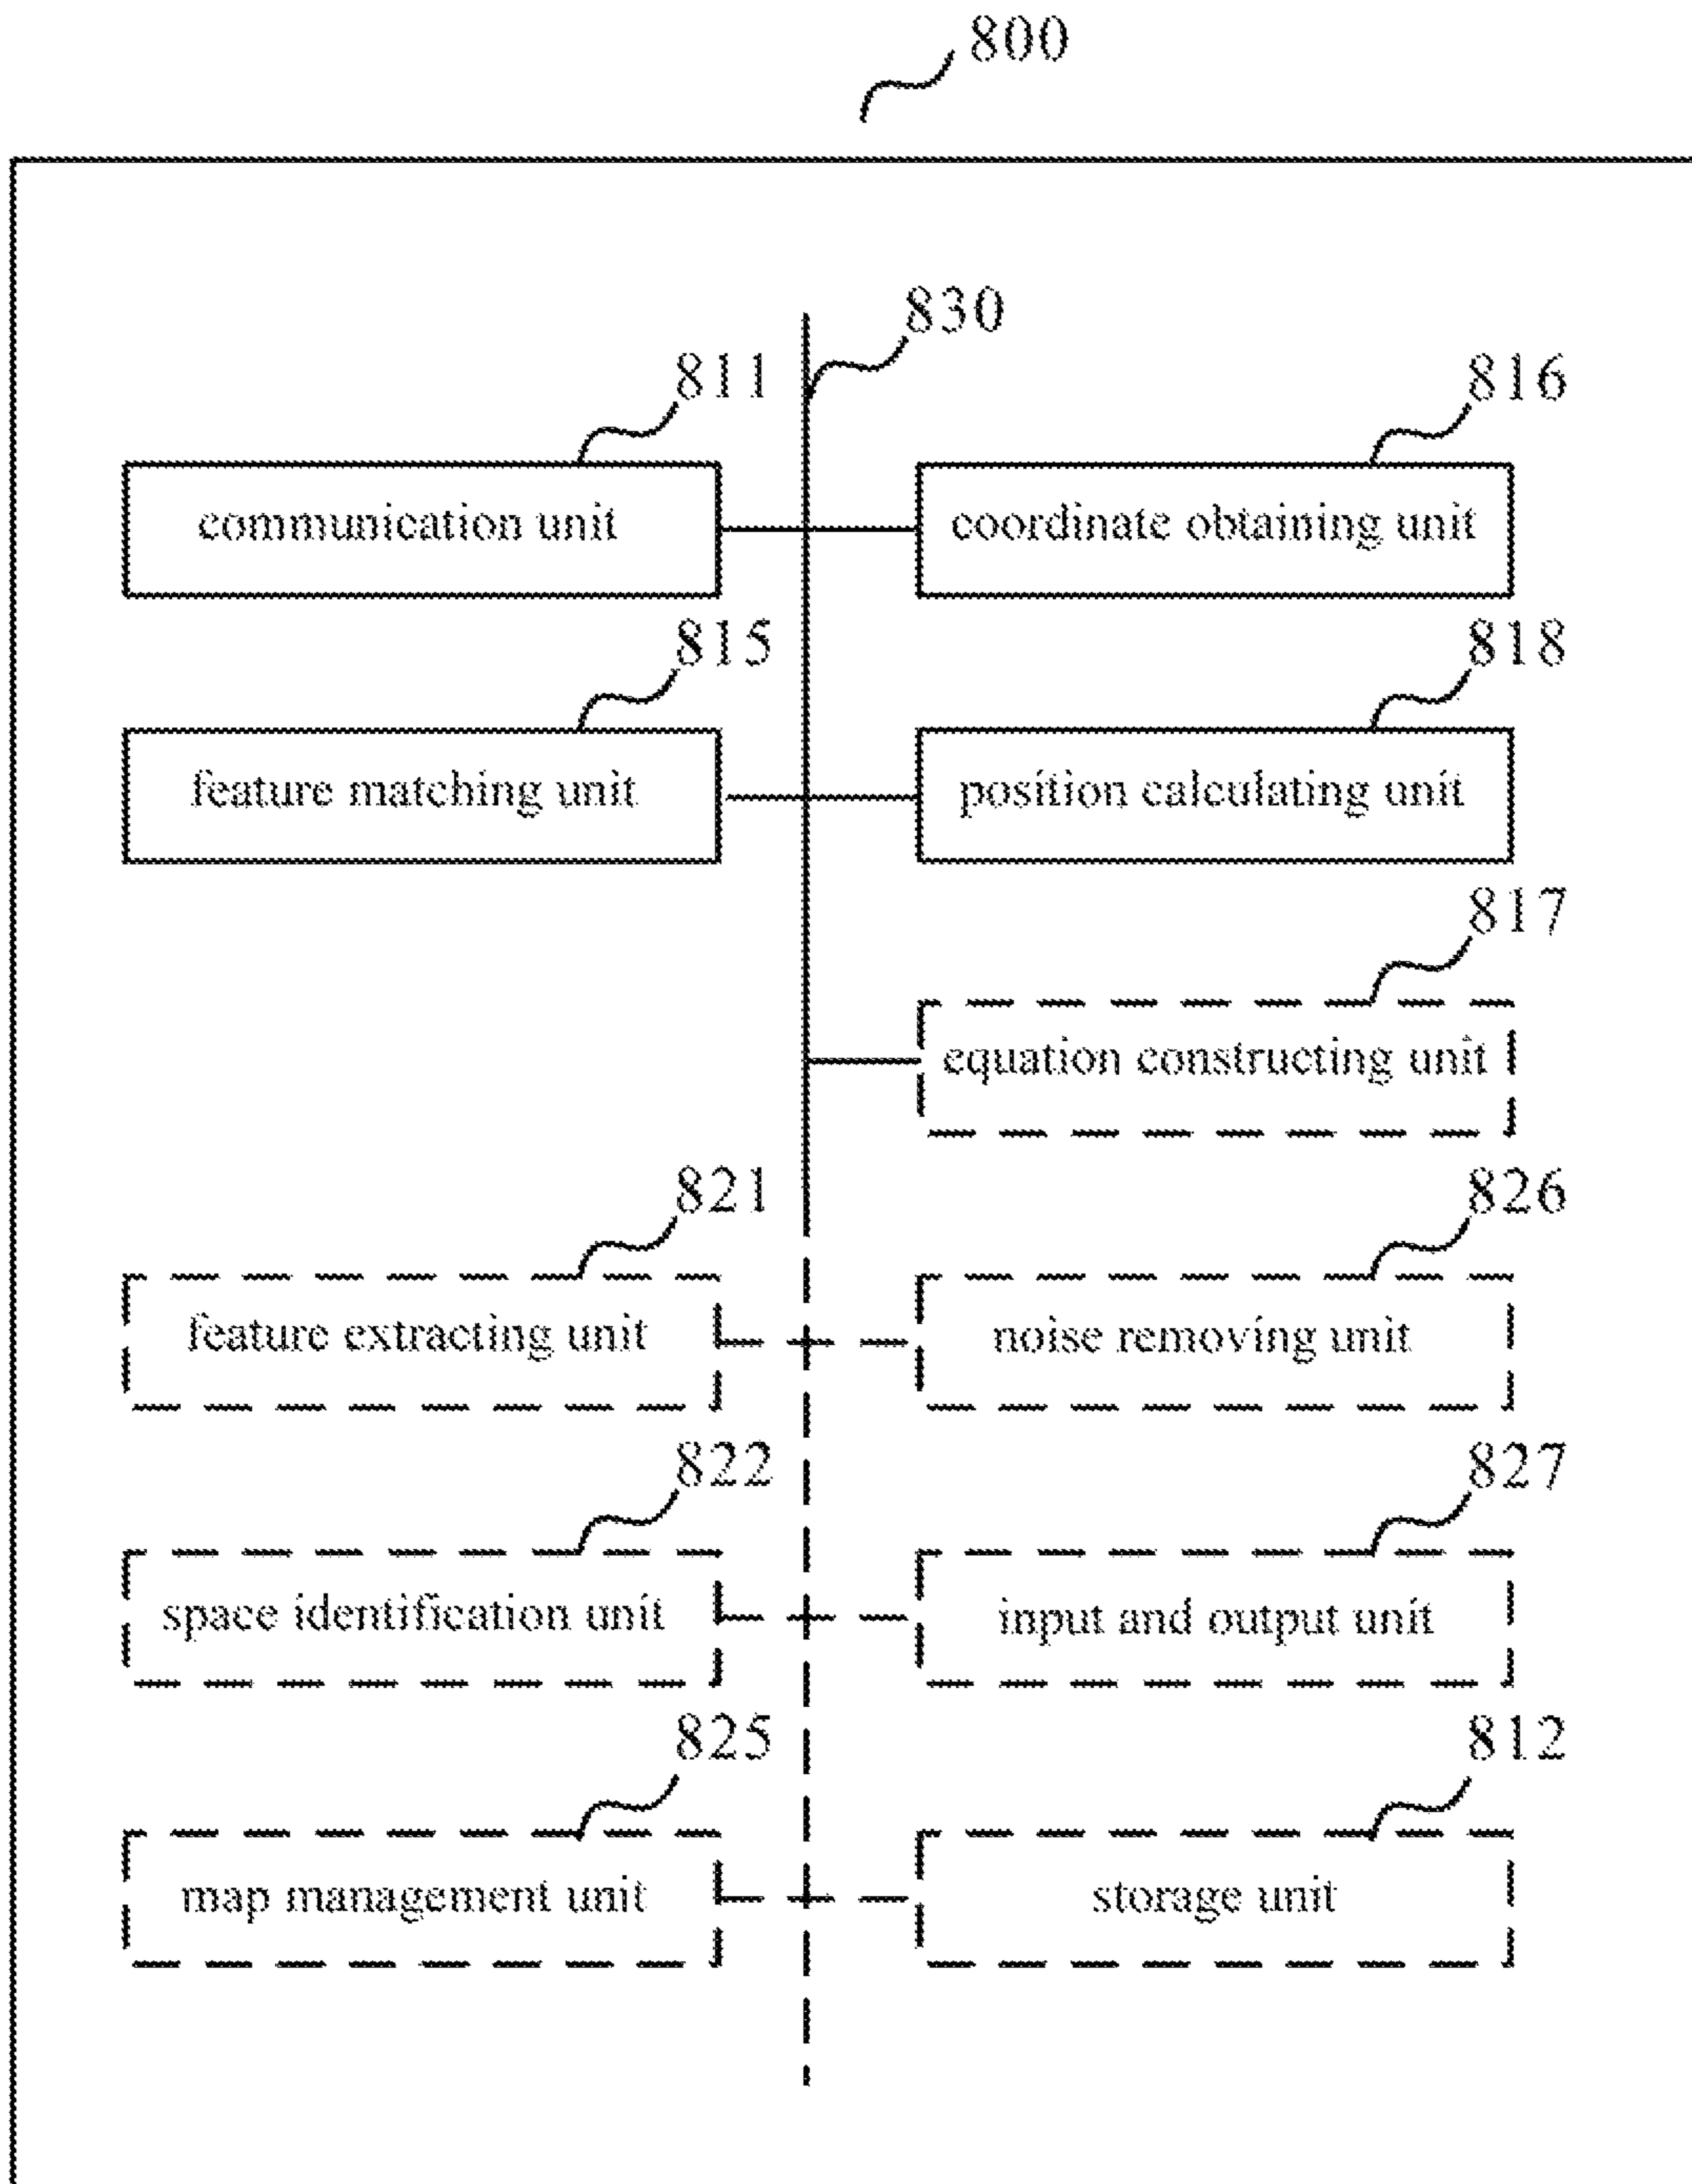 800
830
811
816
communication unit
coordinate obtaining unit
815
818
feature matching unit
position calculating unit
817
equation constructing unit
821
826
feature extracting unit
noise removing unit
822
827
space identification unit
input and output unit
825
812
map management unit
storage unit